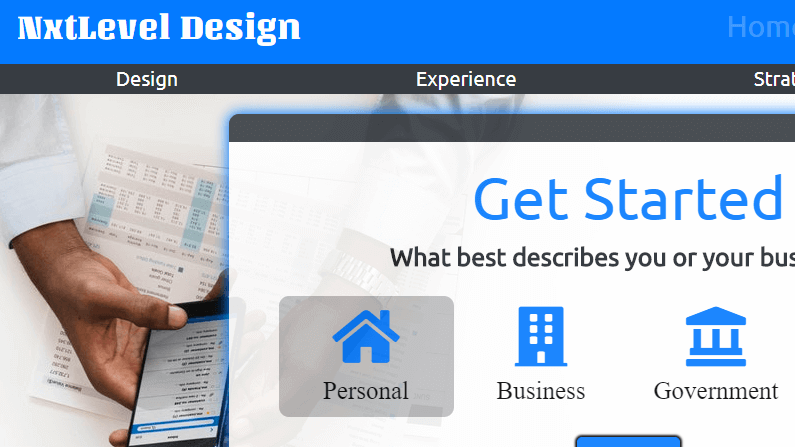 NxtLevel Design
Home
Design Experience Strat
Get Started
What best describes you or your bus
Personal Business Government